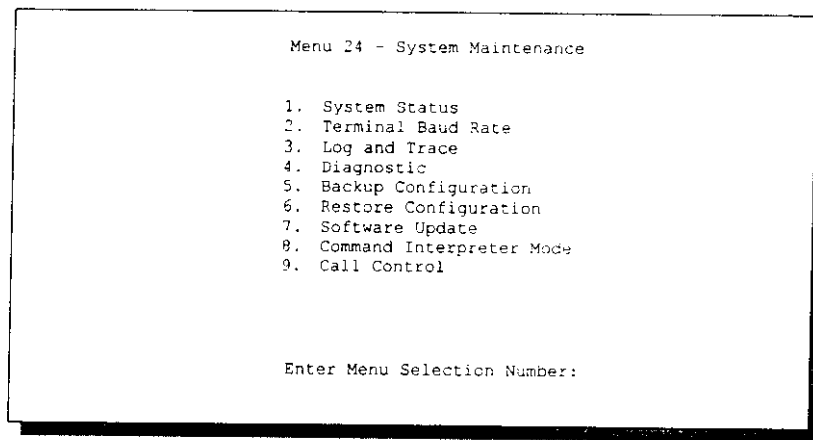 Menu 24 - System Maintenance
1. System Status
2. Terminal Baud Rate
3. Log and Trace
4. Diagnostic
5. Backup Configuration
6. Restore Configuration
7. Software Update
8. Command Interpreter Mode
9. Call Control
Enter Menu Selection Number: